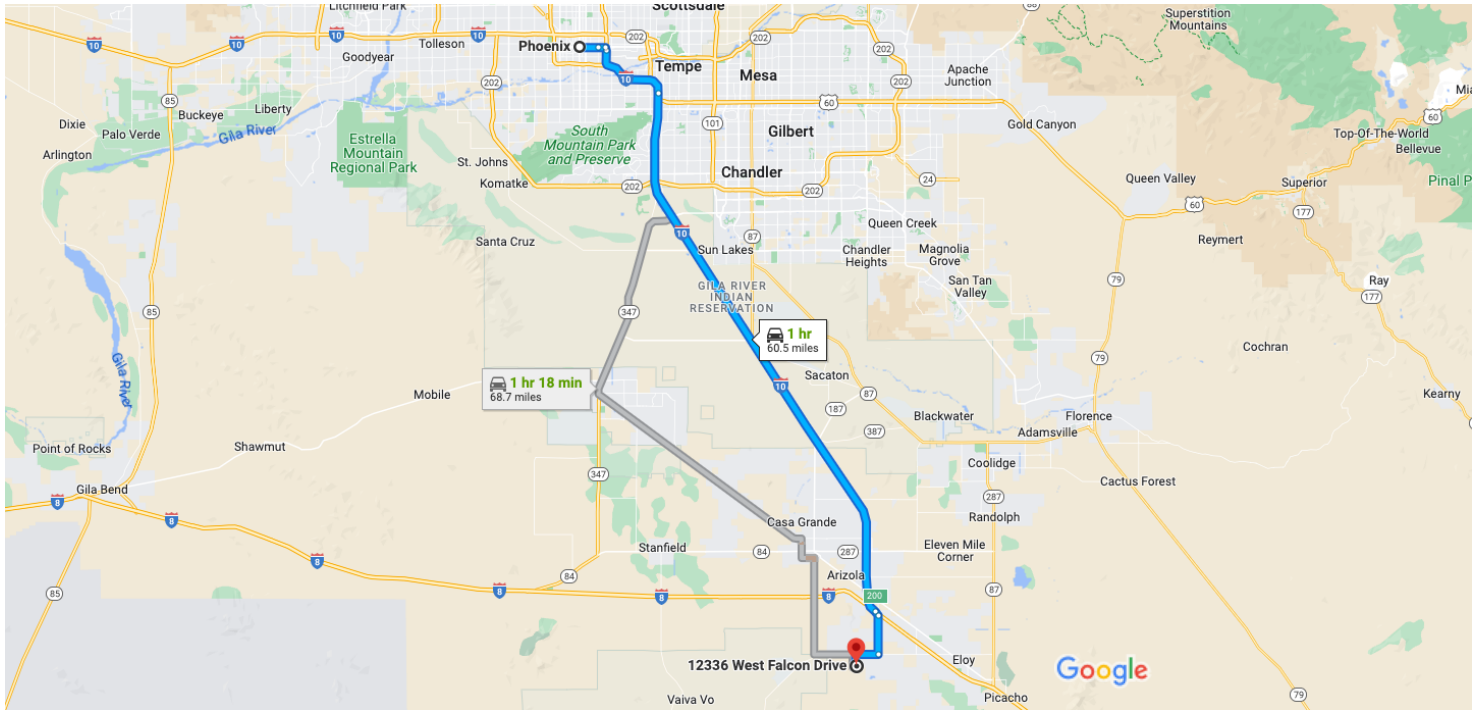 Litchfield Park
Scottsdale
88
Superstition
Mountains
10
10
Tolleson
10
202
Phoenix
202
202
Goodyear
10
Tempe
Mesa
Apache
Junction
202
85
Buckeye
Liberty
101
60
60
Dixie
Palo Verde
Gila River
Gilbert
Gold Canyon
Top-Of-The-World
Bellevue
Arlington
Estrella
Mountain
Regional Park
South
Mountain Park
and Preserve
St. Johns
Komatke
Chandler
202
202
24
Queen Valley
Superior
60
177
Queen Creek
10
87
Santa Cruz
Sun Lakes
Chandler
Heights
Magnolia
Grove
Reymert
79
San Tan
Valley
Ray
177
GILA RIVER
INDIAN
RESERVATION
85
347
1 hr
60.5 miles
Gila River
79
Cochran
1 hr 18 min
68.7 miles
10
Sacaton
87
Mobile
187
Blackwater
Florence
Kearny
387
Adamsville
Point of Rocks
Shawmut
Coolidge
347
Gila Bend
Cactus Forest
8
8
287
Randolph
Casa Grande
Stanfield
84
287
Eleven Mile
Corner
8
84
Arizola
85
8
8
200
87
12336 West Falcon Drive
Eloy
Google
Vaiva Vo
Picacho
79